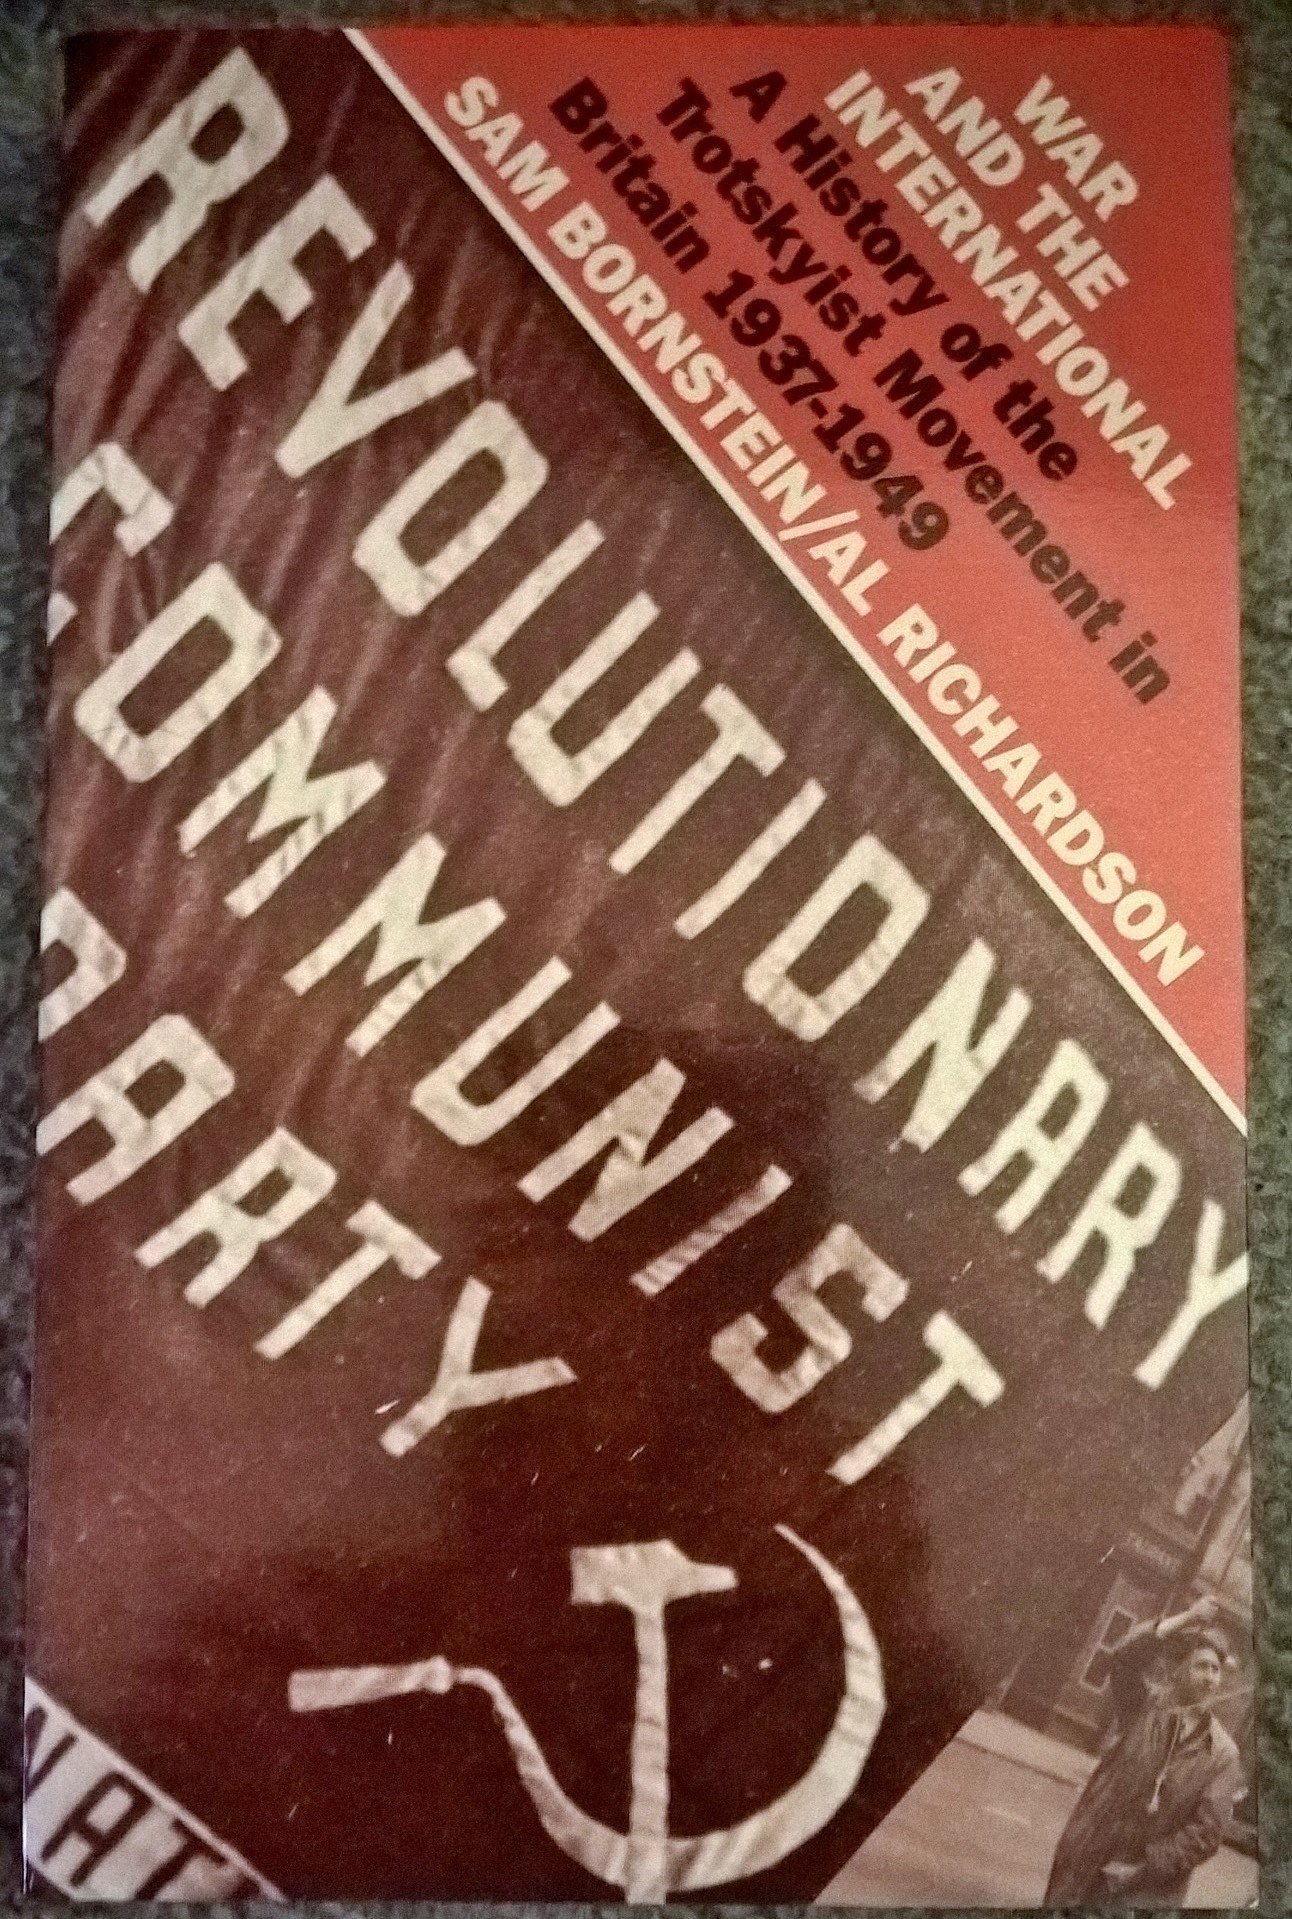 WAR
AND THE
INTERNATIONAL
A History of the
Trotskyist Movement in
Britain 1937-1949
SAM BORNSTEIN/AL RICHARDSON
REVOLUTIONARY
COMMUNIST
PARTY
NAT